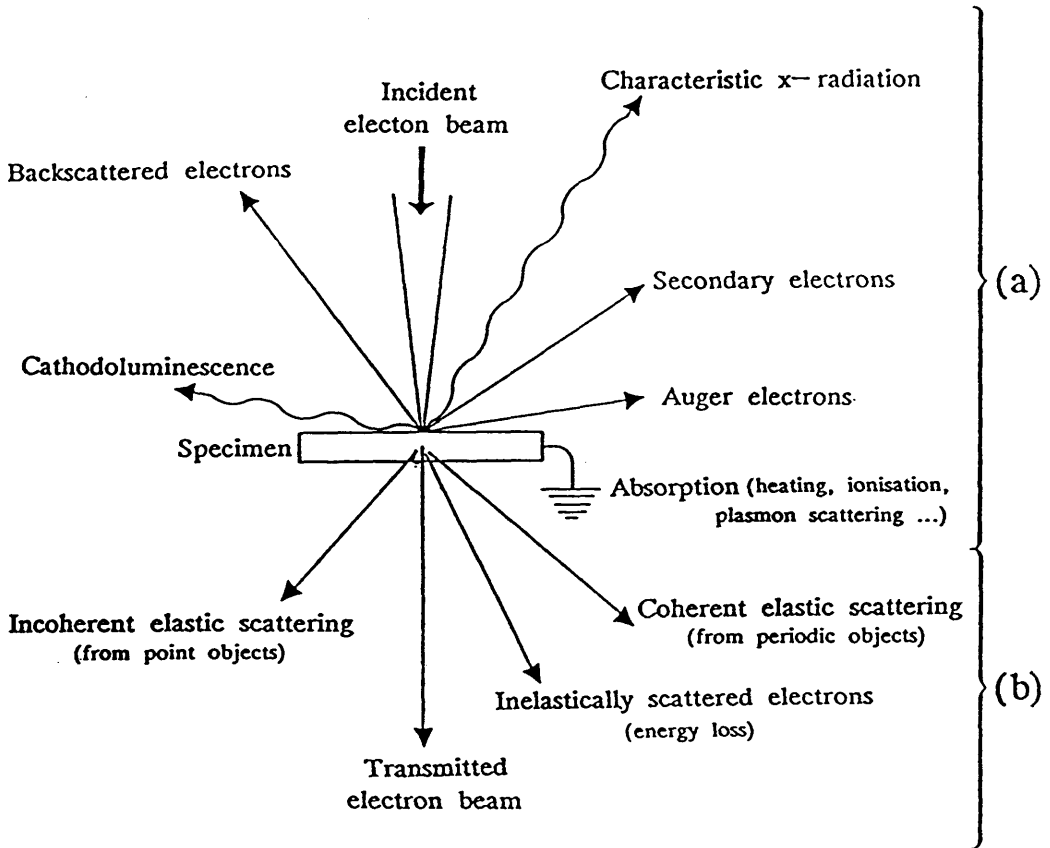 Incident
electon beam
Characteristic x- radiation
Backscattered electrons
Secondary electrons
(a)
Cathodoluminescence
Auger electrons
Specimen
Absorption (heating, ionisation,
plasmon scattering ...)
Incoherent elastic scattering
(from point objects)
Coherent elastic scattering
(from periodic objects)
Inelastically scattered electrons
(energy loss)
(b)
Transmitted
electron beam